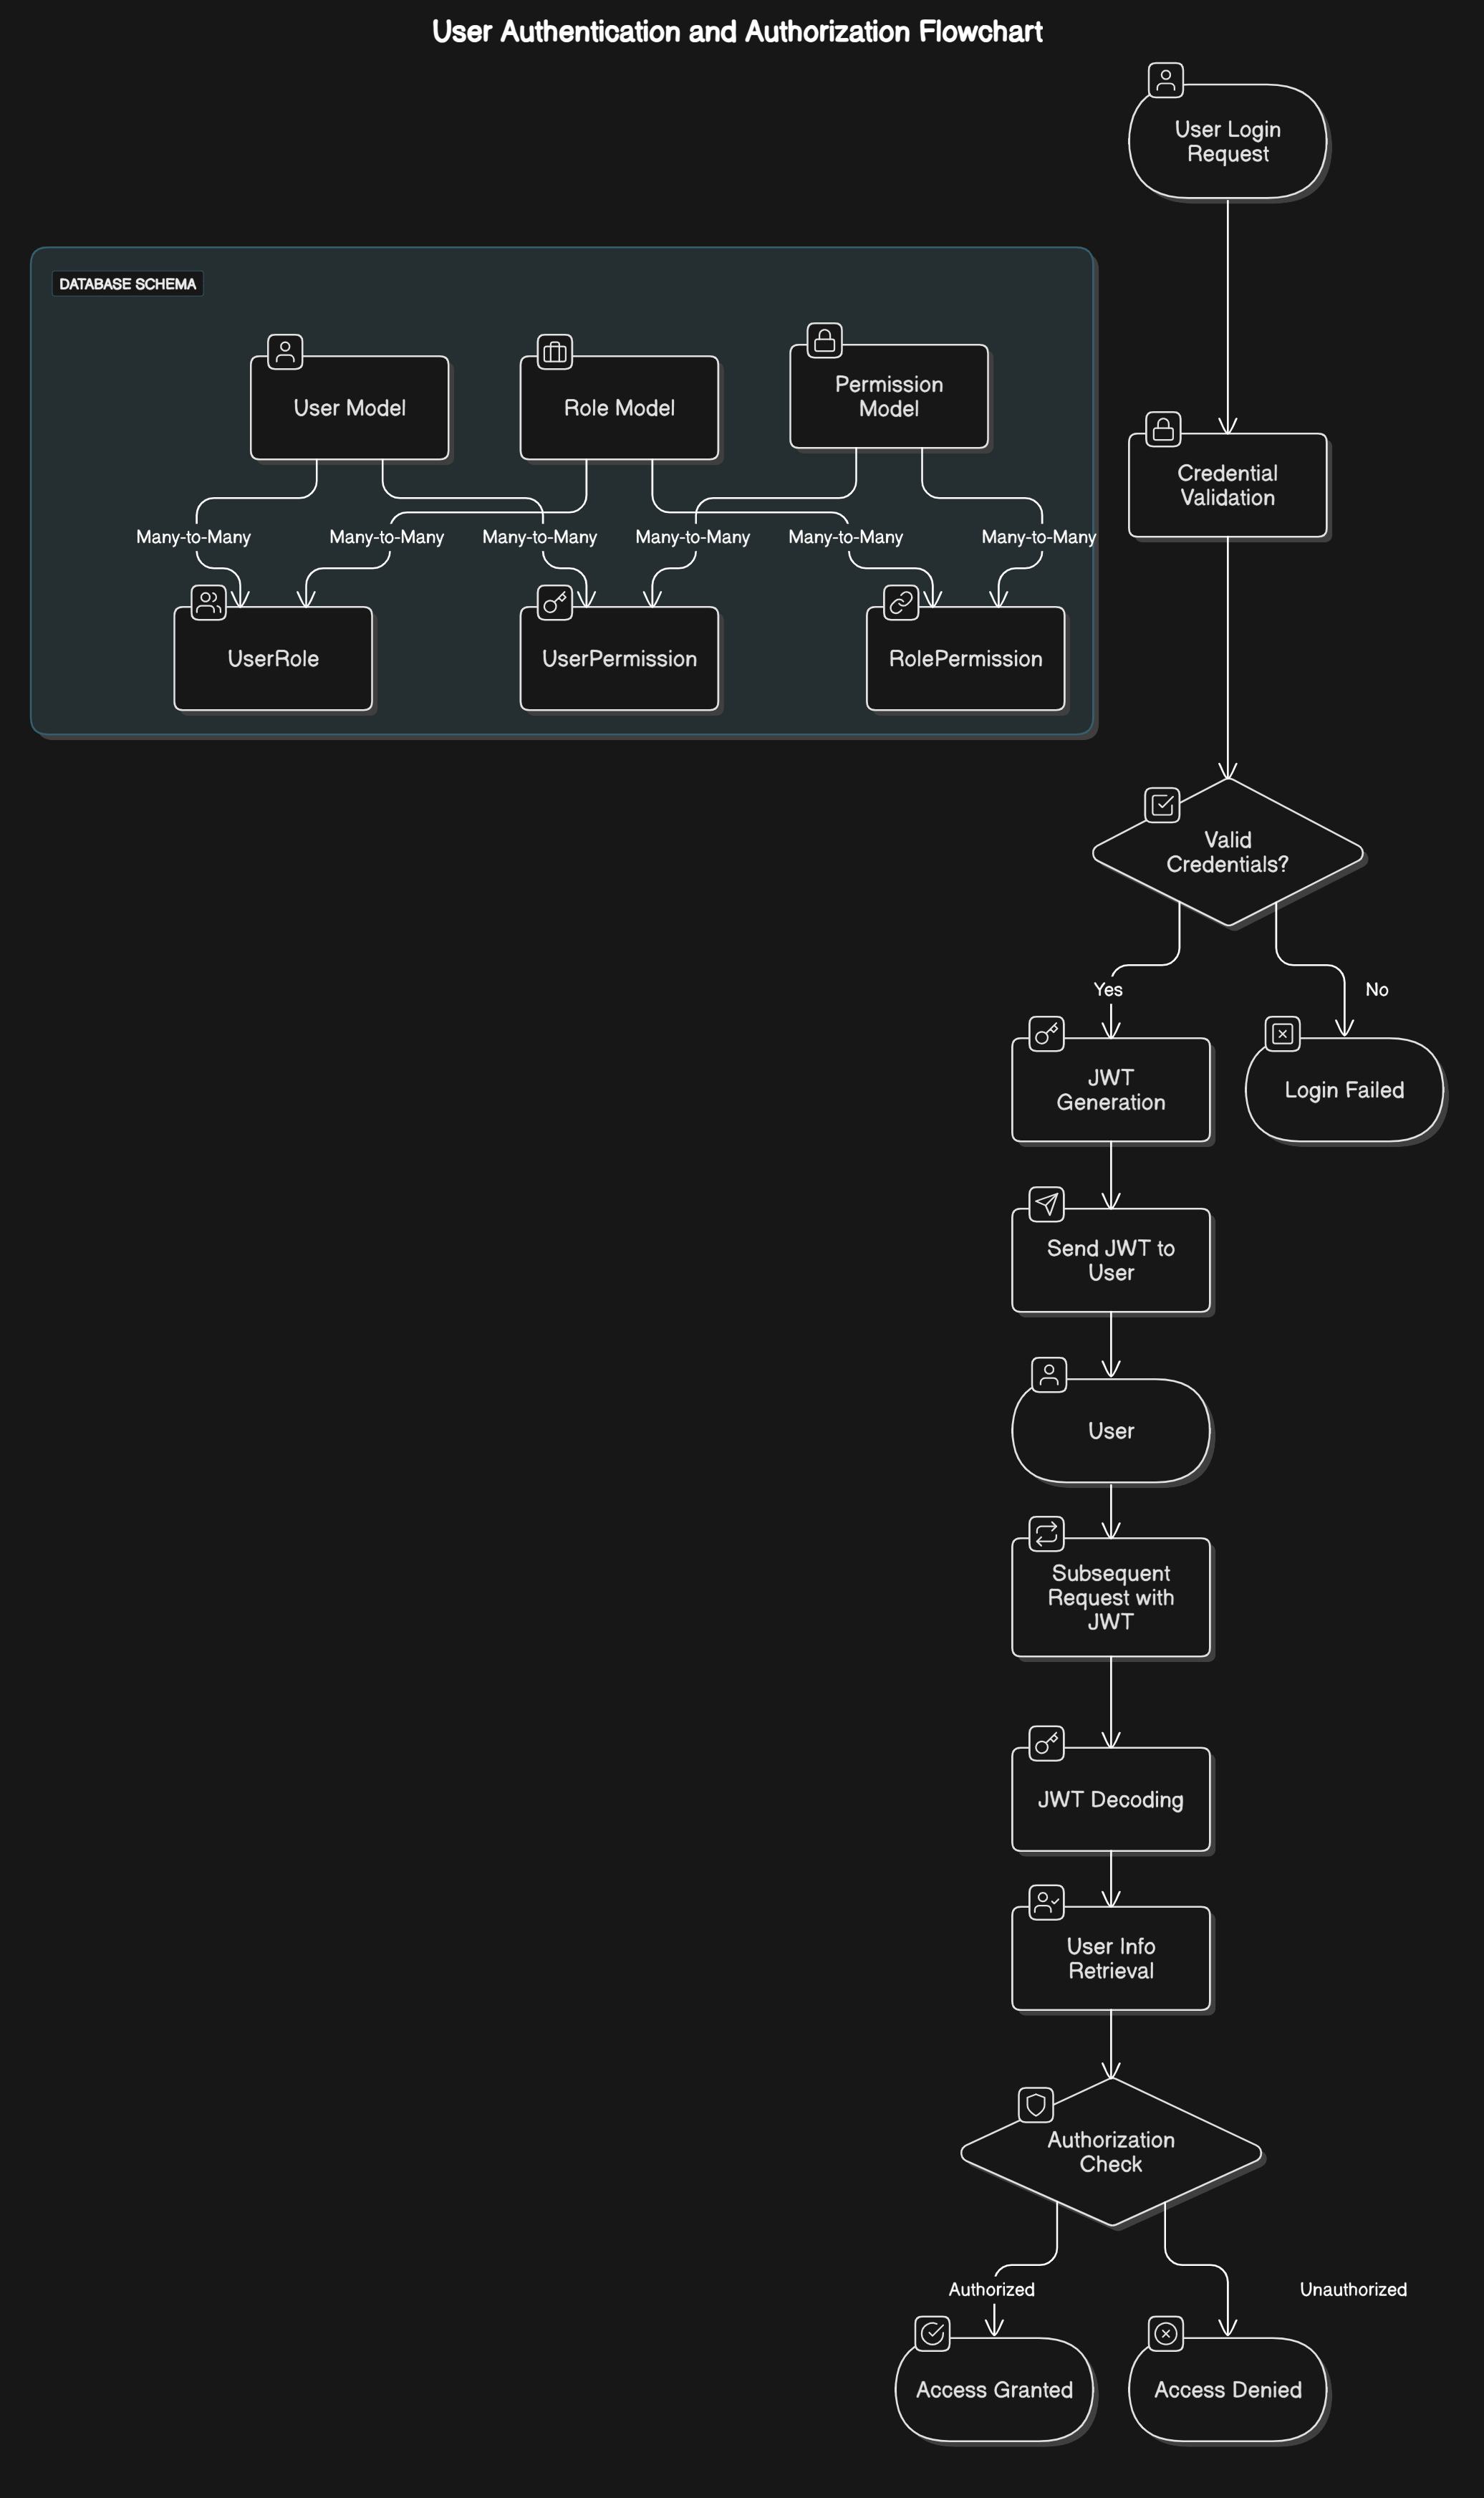 User Authentication and Authorization Flowchart
User Login
Request
DATABASE SCHEMA
User Model
Role Model
Permission
Model
Credential
Validation
Many-to-Many
Many-to-Many
Many-to-Many
Many-to-Many
Many-to-Many
Many-to-Many
UserRole
UserPermission
RolePermission
Valid
Credentials?
Yes
No
JWT
Generation
Login Failed
Send JWT to
User
User
Subsequent
Request with
JWT
JWT Decoding
User Info
Retrieval
Authorization
Check
Authorized
Unauthorized
Access Granted
Access Denied